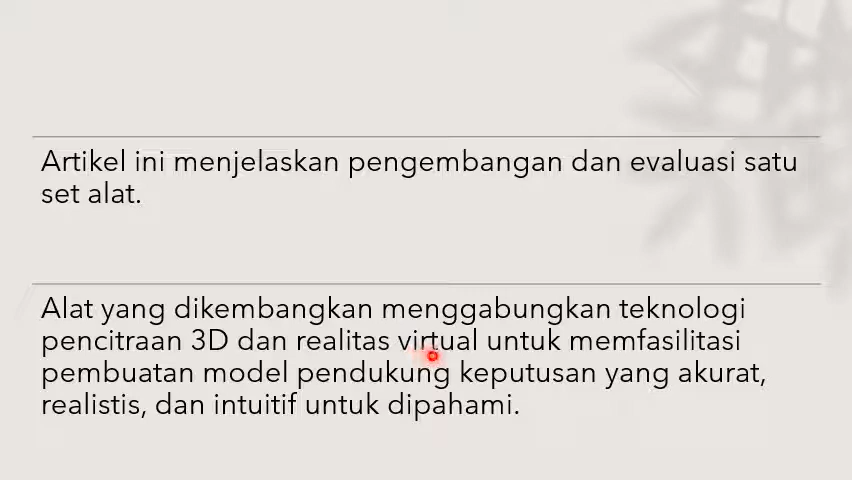 Artikel ini menjelaskan pengembangan dan evaluasi satu
set alat.
Alat yang dikembangkan menggabungkan teknologi
pencitraan 3D dan realitas virtual untuk memfasilitasi
pembuatan model pendukung keputusan yang akurat,
realistis, dan intuitif untuk dipahami.